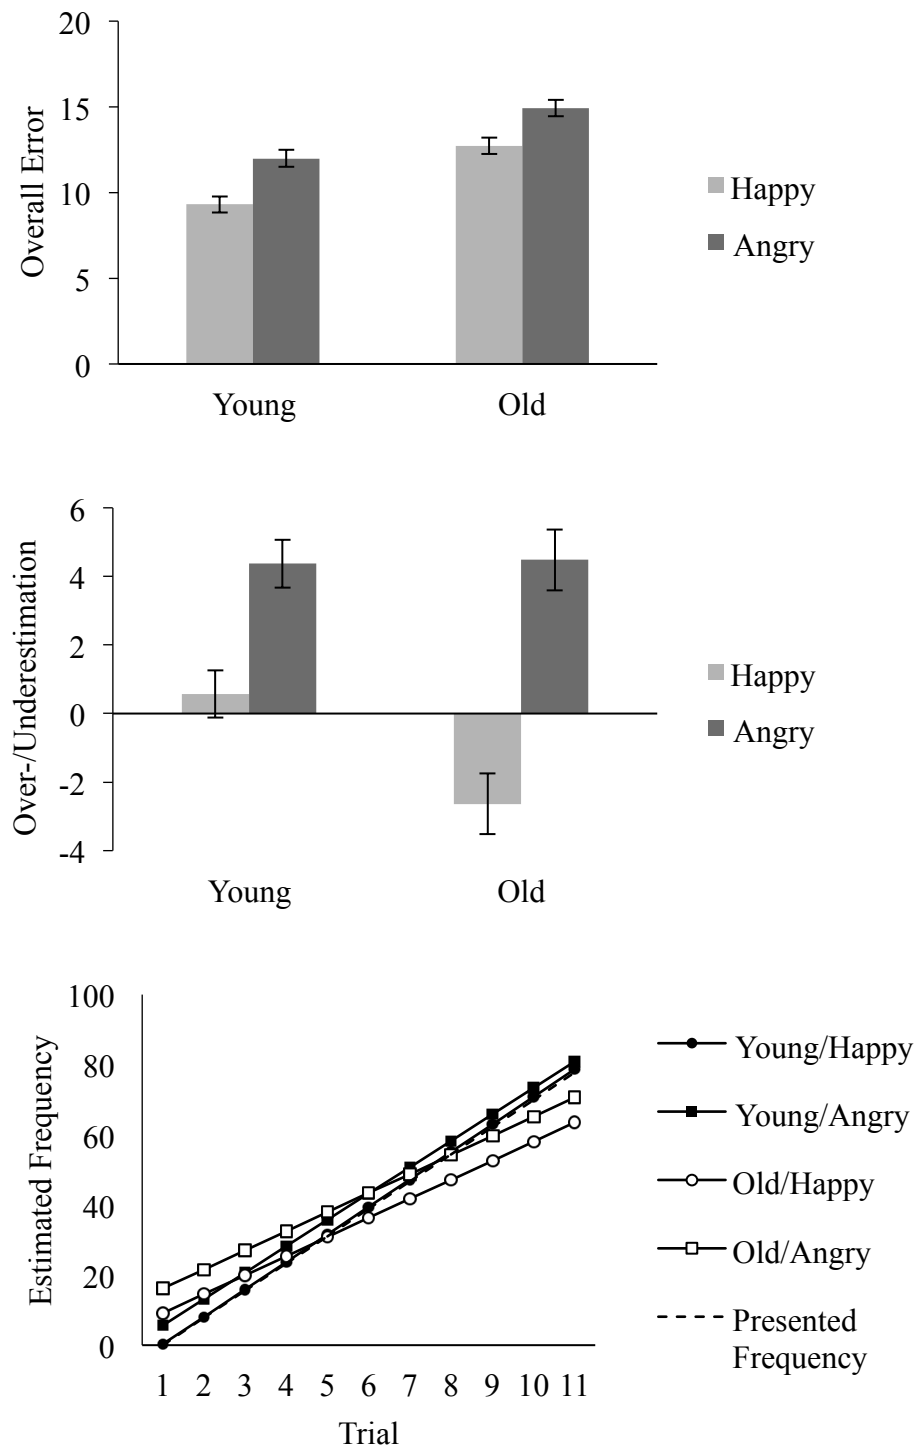 20
15
10
5
0
Overall Error
Young Old
Happy
Angry
6
4
2
0
-2
-4
Over-/Underestimation
Young Old
Happy
Angry
100
80
60
40
20
0
Estimated Frequency
1 2 3 4 5 6 7 8 9 10 11
Trial
Young/Happy
Young/Angry
Old/Happy
Old/Angry
Presented
Frequency